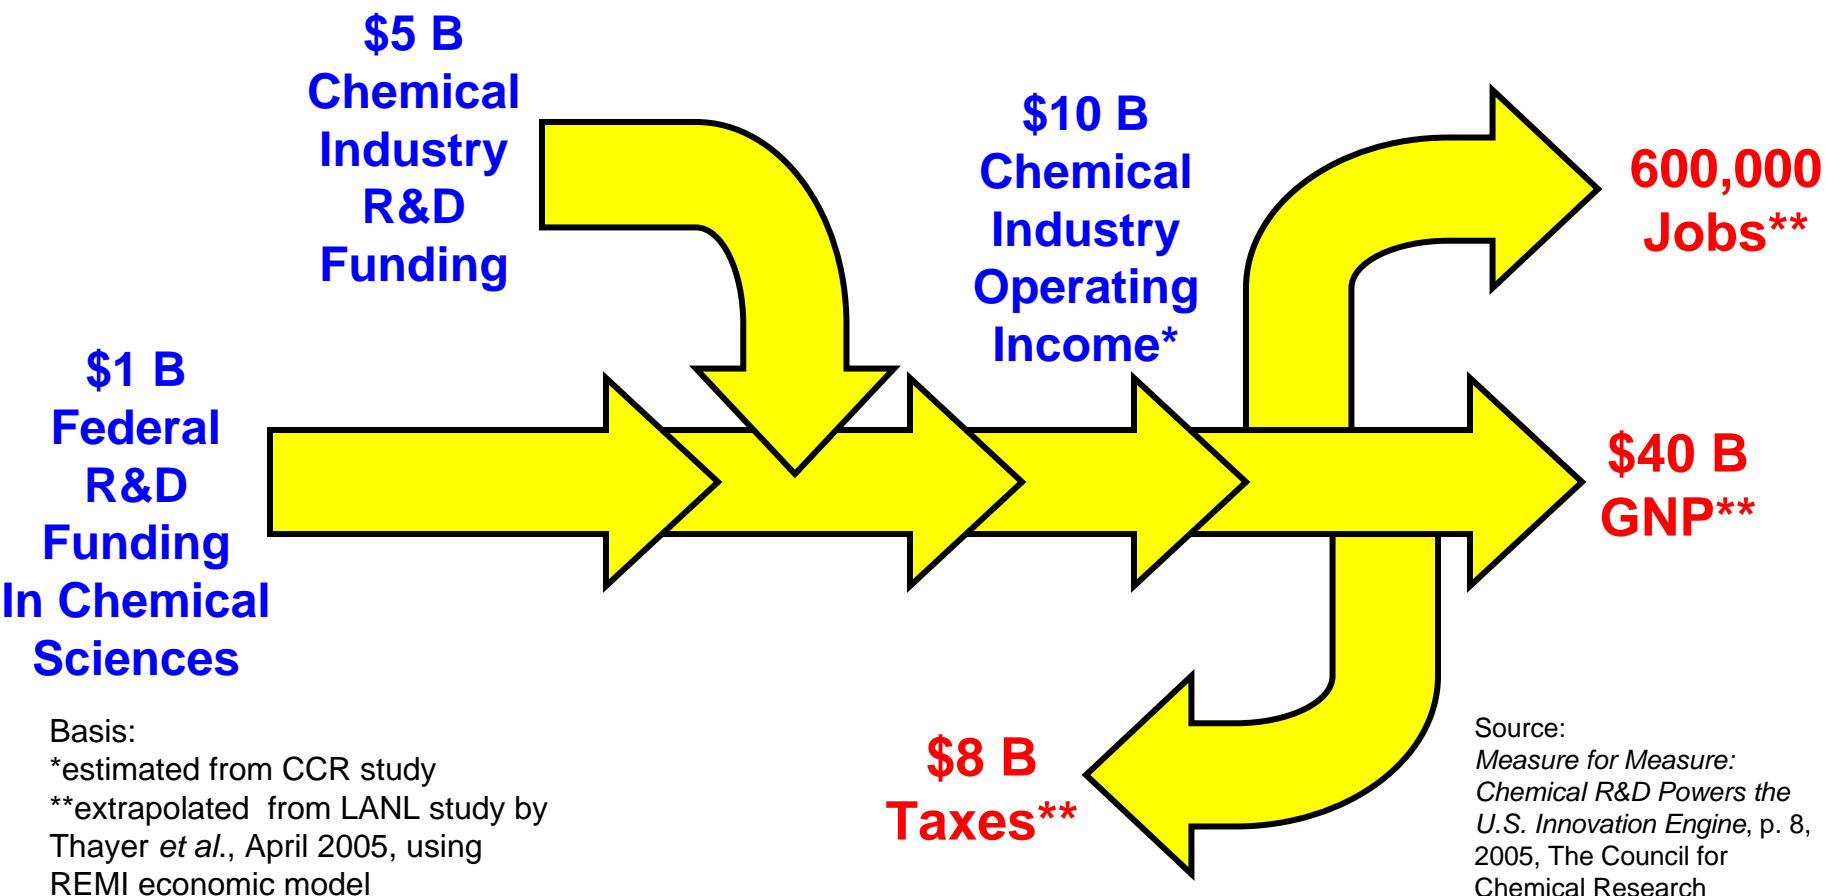 $5 B
Chemical
Industry
R&D
Funding
$10 B
Chemical
Industry
Operating
Income*
600,000
Jobs**
$1 B
Federal
R&D
Funding
In Chemical
Sciences
$40 B
GNP**
$8 B
Taxes**
Basis:
*estimated from CCR study
**extrapolated from LANL study by
Thayer et al., April 2005, using
REMI economic model
Source:
Measure for Measure:
Chemical R&D Powers the
U.S. Innovation Engine, p. 8,
2005, The Council for
Chemical Research